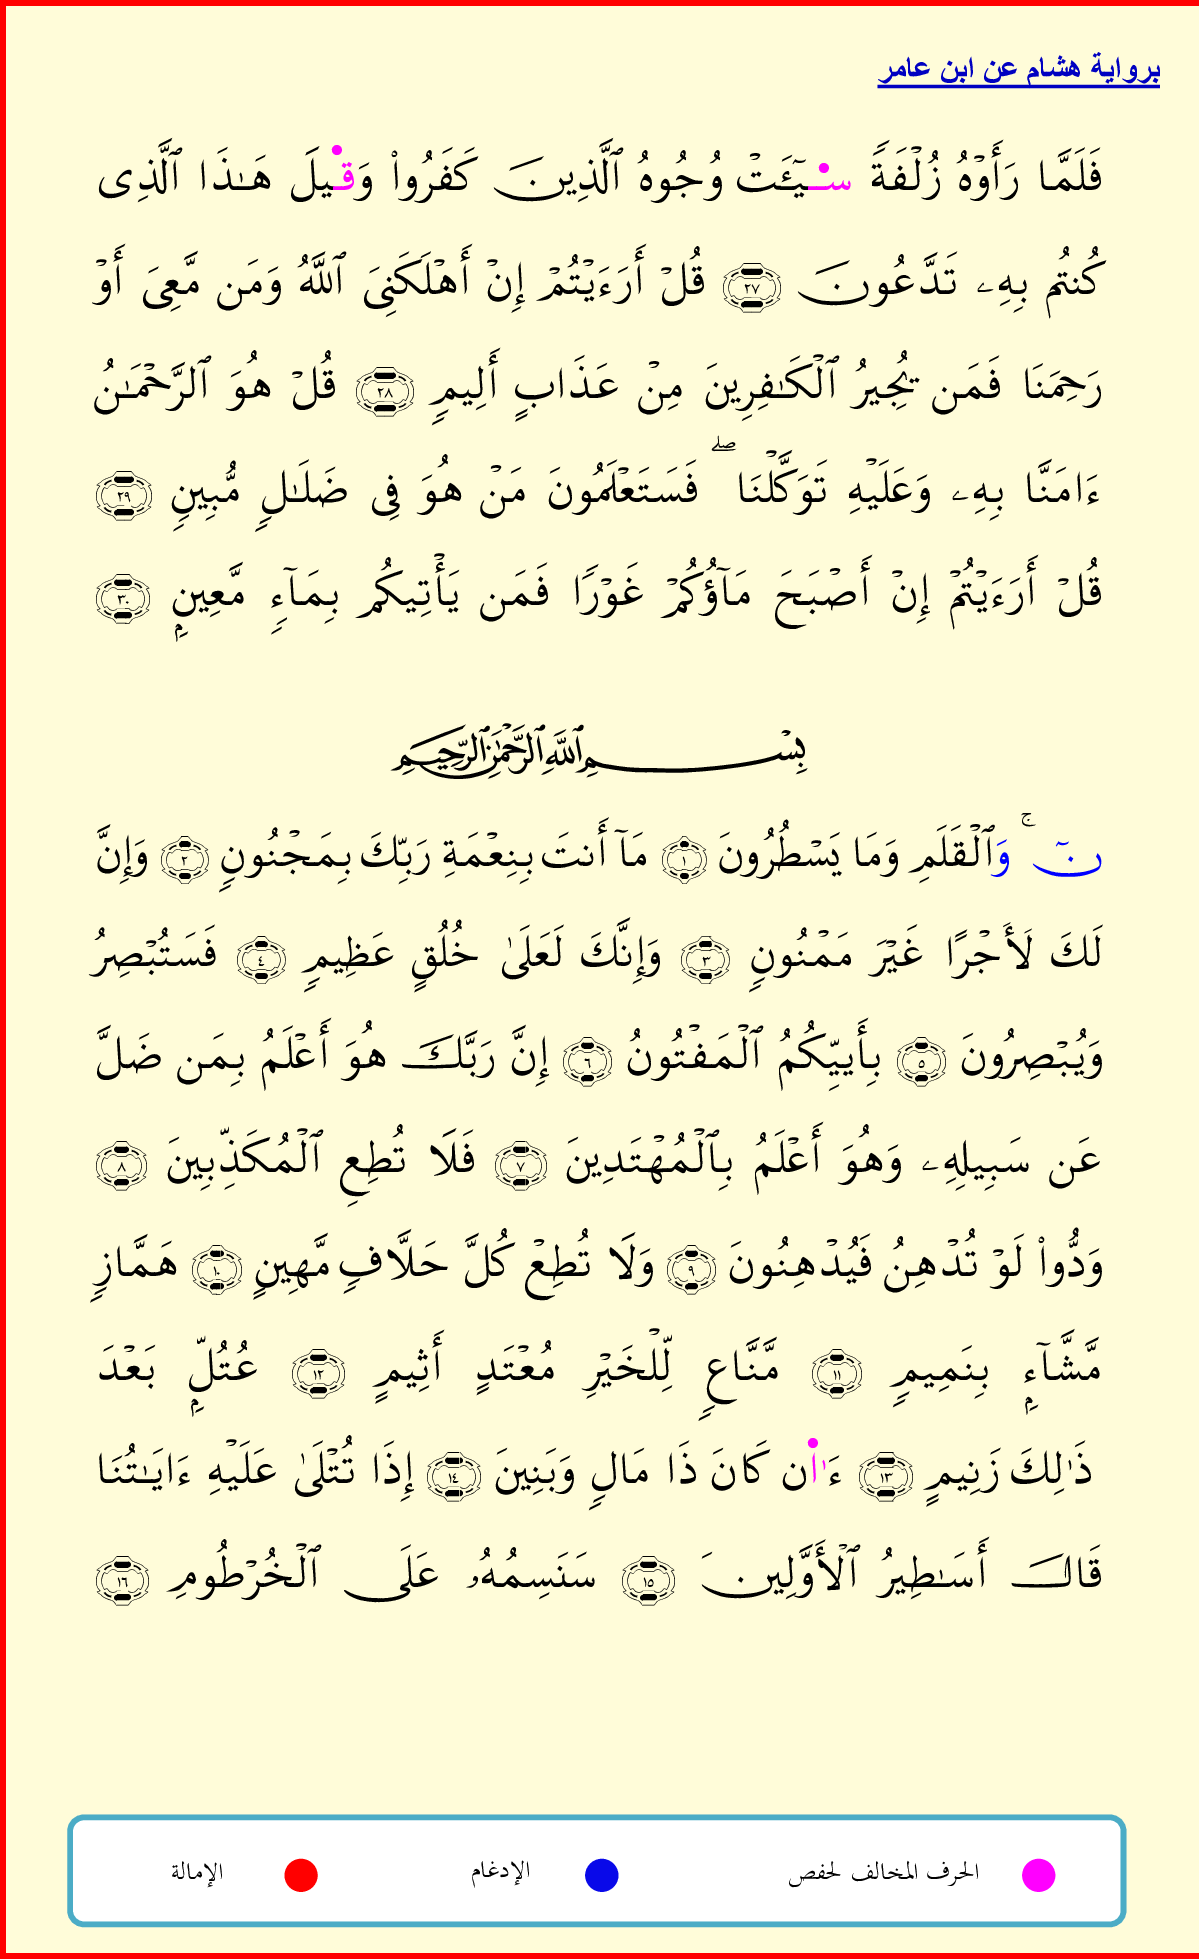 برواية هشام عن ابن عامر
فَلَمَّا رَأَوۡهُ زُلۡفَةٗ سِيٓـَٔتۡ وُجُوهُ ٱلَّذِينَ كَفَرُواْ وَقِيلَ هَـٰذَا ٱلَّذِی
كُنتُم بِهِۦ تَدَّعُونَ ٢٧ قُلۡ أَرَءَيۡتُمۡ إِنۡ أَهۡلَكَنِیَ ٱللَّهُ وَمَن مَّعِیَ أَوۡ
رَحِمَنَا فَمَن يُجِيرُ ٱلۡكَـٰفِرِينَ مِنۡ عَذَابٍ أَلِيمٖ ٢٨ قُلۡ هُوَ ٱلرَّحۡمَـٰنُ
ءَامَنَّا بِهِۦ وَعَلَيۡهِ تَوَكَّلۡنَاۖ فَسَتَعۡلَمُونَ مَنۡ هُوَ فِی ضَلَـٰلٖ مُّبِينٖ ٢٩
قُلۡ أَرَءَيۡتُمۡ إِنۡ أَصۡبَحَ مَآؤُكُمۡ غَوۡرٗا فَمَن يَأۡتِيكُم بِمَآءٖ مَّعِينِۭ ٣٠
بِسۡمِ ٱللَّهِ ٱلرَّحۡمَـٰنِ ٱلرَّحِيمِ
نٓۚ وَٱلۡقَلَمِ وَمَا يَسۡطُرُونَ ١ مَآ أَنتَ بِنِعۡمَةِ رَبِّكَ بِمَجۡنُونٖ ٢ وَإِنَّ
لَكَ لَأَجۡرًا غَيۡرَ مَمۡنُونٖ ٣ وَإِنَّكَ لَعَلَىٰ خُلُقٍ عَظِيمٖ ٤ فَسَتُبۡصِرُ
وَيُبۡصِرُونَ ٥ بِأَييِّكُمُ ٱلۡمَفۡتُونُ ٦ إِنَّ رَبَّكَ هُوَ أَعۡلَمُ بِمَن ضَلَّ
عَن سَبِيلِهِۦ وَهُوَ أَعۡلَمُ بِٱلۡمُهۡتَدِينَ ٧ فَلَا تُطِعِ ٱلۡمُكَذِّبِينَ ٨
وَدُّواْ لَوۡ تُدۡهِنُ فَيُدۡهِنُونَ ٩ وَلَا تُطِعۡ كُلَّ حَلَّافٖ مَّهِينٍ ١٠ هَمَّازٖ
مَّشَّآءِۭ بِنَمِيمٖ ١١ مَّنَّاعٖ لِّلۡخَيۡرِ مُعۡتَدٍ أَثِيمٍ ١٢ عُتُلِّۭ بَعۡدَ
ذَٰلِكَ زَنِيمٍ ١٣ ءَاٰن كَانَ ذَا مَالٖ وَبَنِينَ ١٤ إِذَا تُتۡلَىٰ عَلَيۡهِ ءَايَـٰتُنَا
قَالَ أَسَـٰطِيرُ ٱلۡأَوَّلِينَ ١٥ سَنَسِمُهُۥ عَلَى ٱلۡخُرۡطُومِ ١٦
الحرف المخالف لحفص الإدغام الإمالة